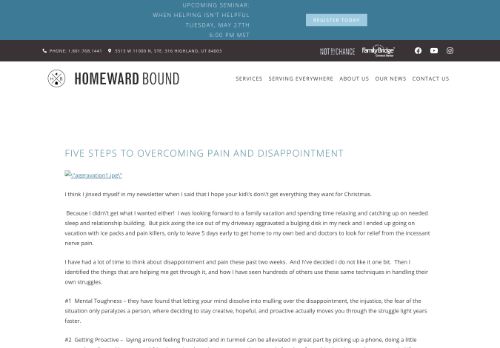 UPCOMING SEMINAR:
WHEN HELPING ISN'T HELPFUL
TUESDAY, MAY 27TH
6:00 PM MST
REGISTER TODAY
PHONE: 1.801.768.1441
5513 W 11000 N, STE. 316 HIGHLAND, UT 84003
NOT BY CHANCE
FamilyBridge
HOMEWARD BOUND
SERVICES SERVING EVERYWHERE ABOUT US OUR NEWS CONTACT US
FIVE STEPS TO OVERCOMING PAIN AND DISAPPOINTMENT
\"aggravation1.jpg\"
I think I jinxed myself in my newsletter when I said that I hope your kid\'s don\'t get everything they want for Christmas.
Because I didn\'t get what I wanted either!  I was looking forward to a family vacation and spending time relaxing and catching up on needed
sleep and relationship building.  But pick axing the ice out of my driveway aggravated a bulging disk in my neck and I ended up going on
vacation with ice packs and pain killers, only to leave 5 days early to get home to my own bed and doctors to look for relief from the incessant
nerve pain.
I have had a lot of time to think about disappointment and pain these past two weeks.  And I\'ve decided I do not like it one bit.  Then I
identified the things that are helping me get through it, and how I have seen hundreds of others use these same techniques in handling their
own struggles.
#1  Mental Toughness – they have found that letting your mind dissolve into mulling over the disappointment, the injustice, the fear of the
situation only paralyzes a person, where deciding to stay creative, hopeful, and proactive actually moves you through the struggle light years
faster.
#2  Getting Proactive –  laying around feeling frustrated and in turmoil can be alleviated in great part by picking up a phone, doing a little